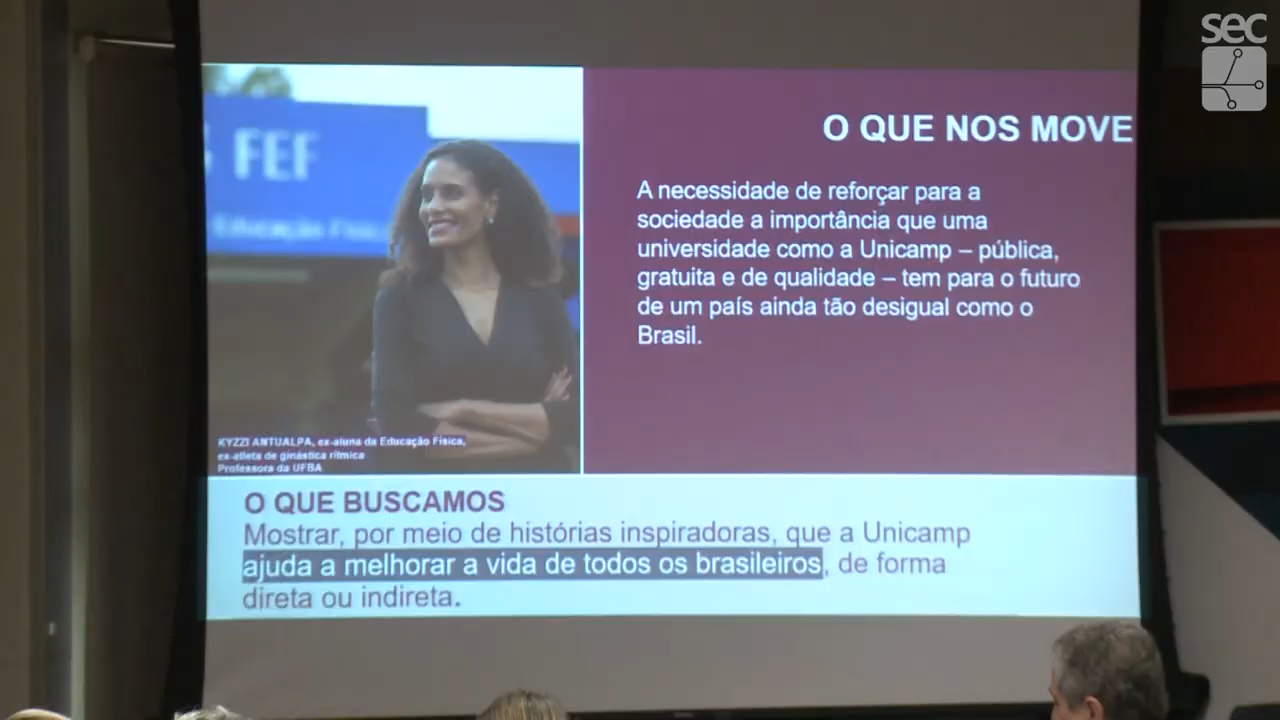 sec
FEF
Educação Física
KYZZI ANTUALPA, ex-aluna da Educação Física,
ex-atleta de ginástica rítmica
Professora da UFBA
O QUE NOS MOVE
A necessidade de reforçar para a
sociedade a importância que uma
universidade como a Unicamp – pública,
gratuita e de qualidade – tem para o futuro
de um país ainda tão desigual como o
Brasil.
O QUE BUSCAMOS
Mostrar, por meio de histórias inspiradoras, que a Unicamp
ajuda a melhorar a vida de todos os brasileiros, de forma
direta ou indireta.